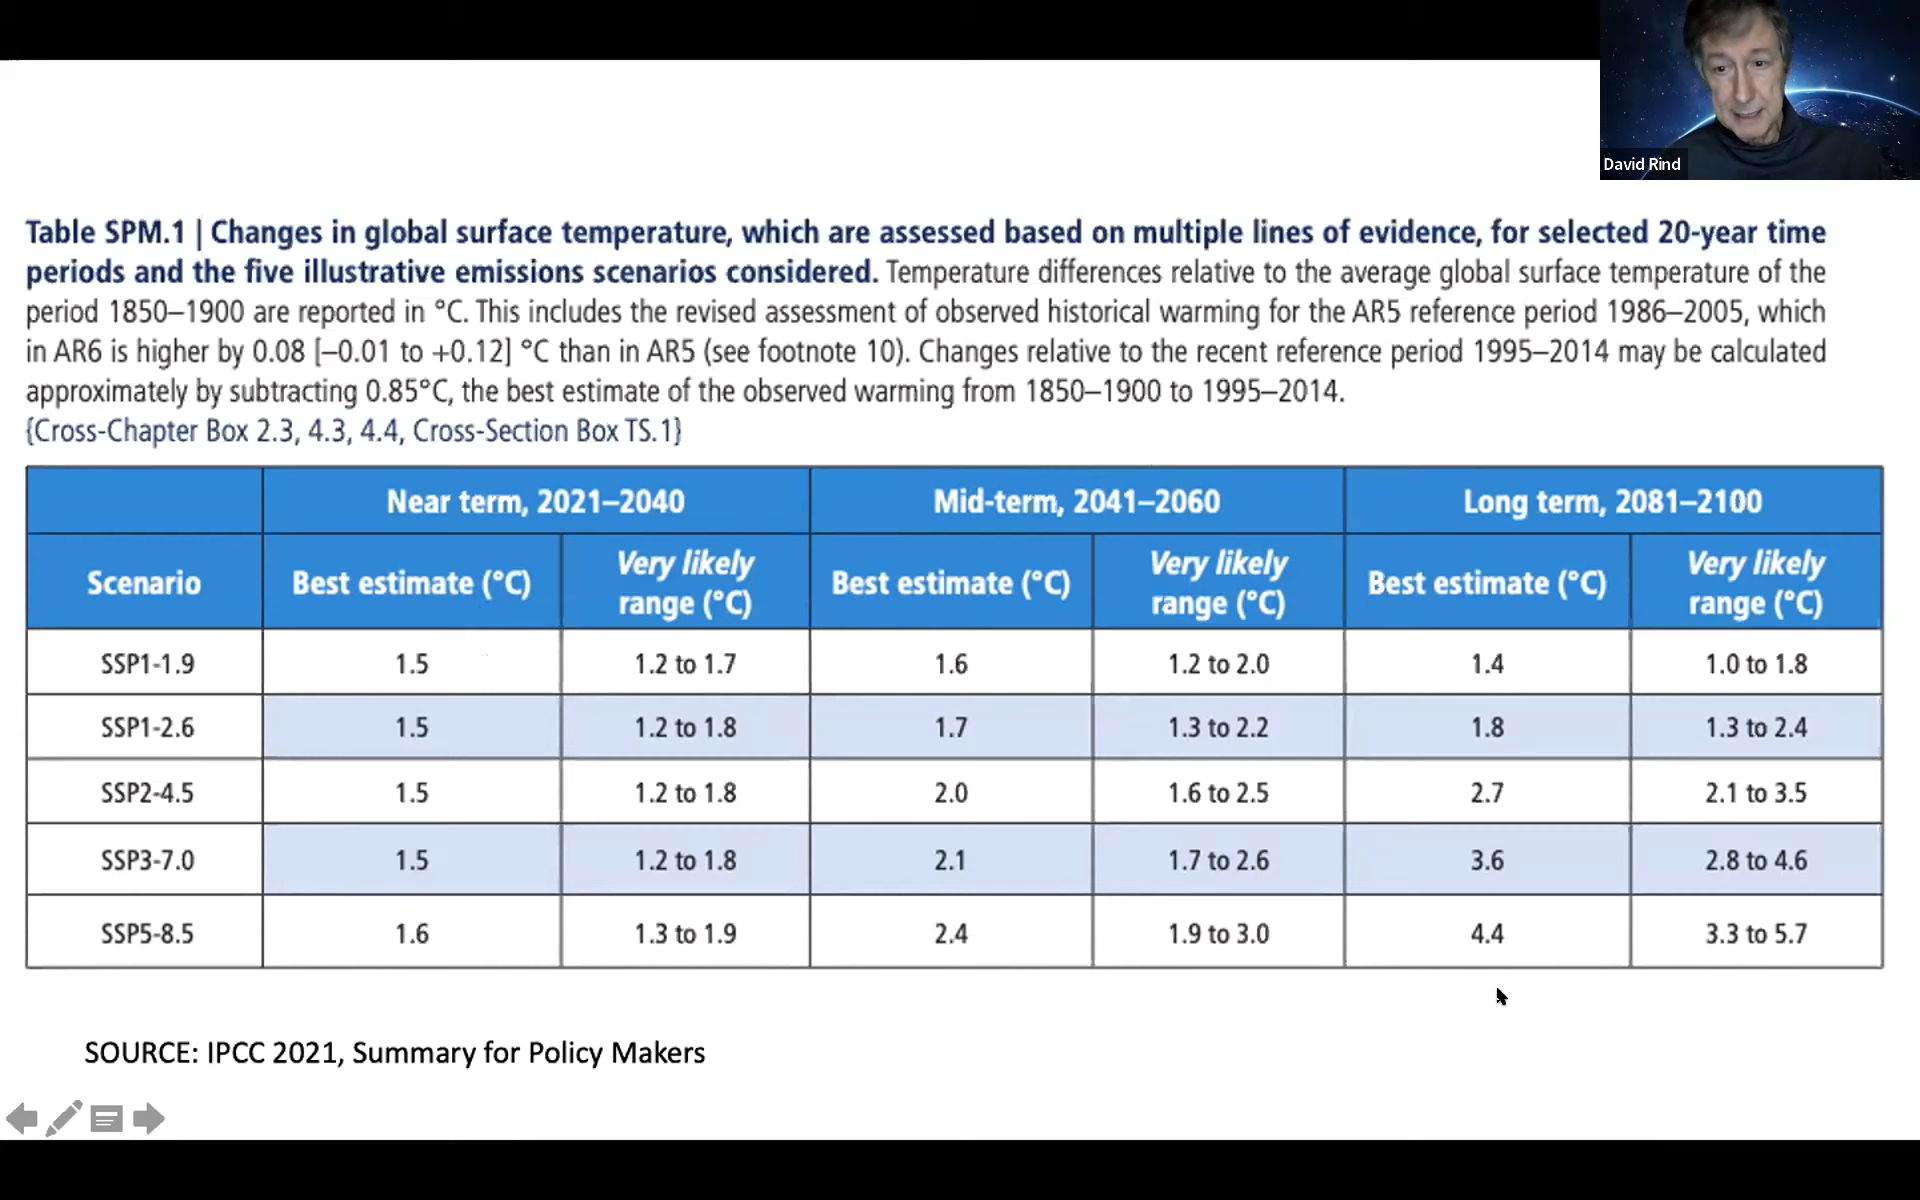 David Rind
Table SPM.1 | Changes in global surface temperature, which are assessed based on multiple lines of evidence, for selected 20-year time
periods and the five illustrative emissions scenarios considered. Temperature differences relative to the average global surface temperature of the
period 1850–1900 are reported in °C. This includes the revised assessment of observed historical warming for the AR5 reference period 1986–2005, which
in AR6 is higher by 0.08 [–0.01 to +0.12] °C than in AR5 (see footnote 10). Changes relative to the recent reference period 1995–2014 may be calculated
approximately by subtracting 0.85°C, the best estimate of the observed warming from 1850–1900 to 1995–2014.
{Cross-Chapter Box 2.3, 4.3, 4.4, Cross-Section Box TS.1}
Near term, 2021–2040 Mid-term, 2041–2060 Long term, 2081–2100
Scenario Best estimate (°C) Very likely range (°C) Best estimate (°C) Very likely range (°C) Best estimate (°C) Very likely range (°C)
SSP1-1.9 1.5 1.2 to 1.7 1.6 1.2 to 2.0 1.4 1.0 to 1.8
SSP1-2.6 1.5 1.2 to 1.8 1.7 1.3 to 2.2 1.8 1.3 to 2.4
SSP2-4.5 1.5 1.2 to 1.8 2.0 1.6 to 2.5 2.7 2.1 to 3.5
SSP3-7.0 1.5 1.2 to 1.8 2.1 1.7 to 2.6 3.6 2.8 to 4.6
SSP5-8.5 1.6 1.3 to 1.9 2.4 1.9 to 3.0 4.4 3.3 to 5.7
SOURCE: IPCC 2021, Summary for Policy Makers